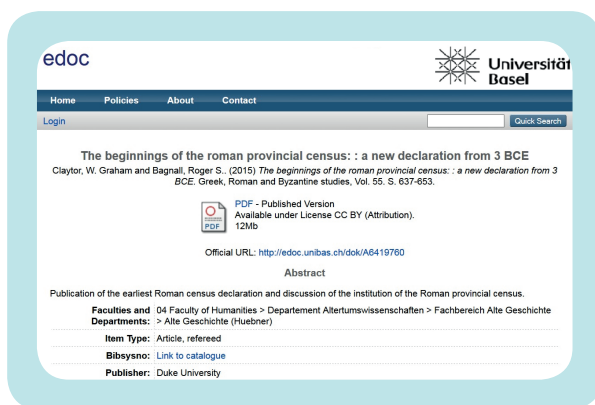 edoc
Universität
Basel
Home Policies About Contact
Login Quick Search
The beginnings of the roman provincial census: : a new declaration from 3 BCE
Claytor, W. Graham and Bagnall, Roger S.. (2015) The beginnings of the roman provincial census: : a new declaration from 3
BCE. Greek, Roman and Byzantine studies, Vol. 55. S. 637-653.
PDF
PDF - Published Version
Available under License CC BY (Attribution).
12Mb
Official URL: http://edoc.unibas.ch/dok/A6419760
Abstract
Publication of the earliest Roman census declaration and discussion of the institution of the Roman provincial census.
Faculties and 04 Faculty of Humanities > Departement Altertumswissenschaften > Fachbereich Alte Geschichte
Departments: > Alte Geschichte (Huebner)
Item Type: Article, refereed
Bibsysno: Link to catalogue
Publisher: Duke University